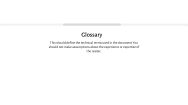 Glossary
This should define the technical terms used in the document. You
should not make assumptions about the experience or expertise of
the reader.